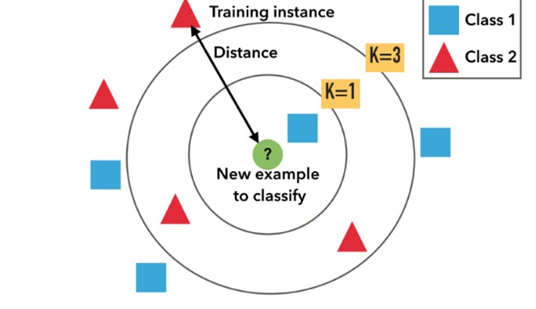 Training instance
Class 1
Distance
K=3
Class 2
K=1
?
New example
to classify